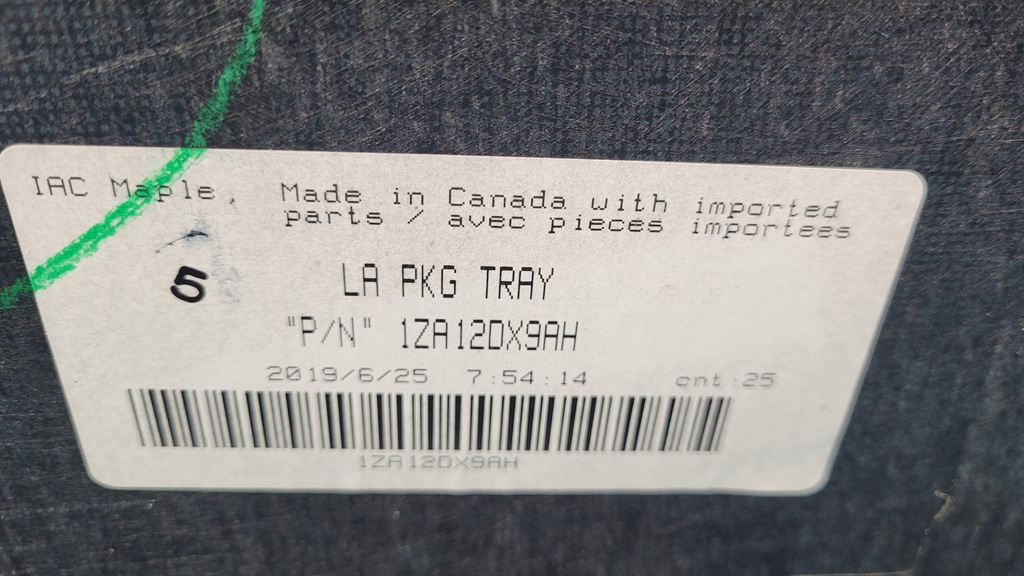 IAC Maple, Made in Canada with imported
parts / avec pieces importees
5
LA PKG TRAY
"P/N" 1ZA12DX9AH
2019/6/25 7:54:14 cnt:25
1ZA12DX9AH